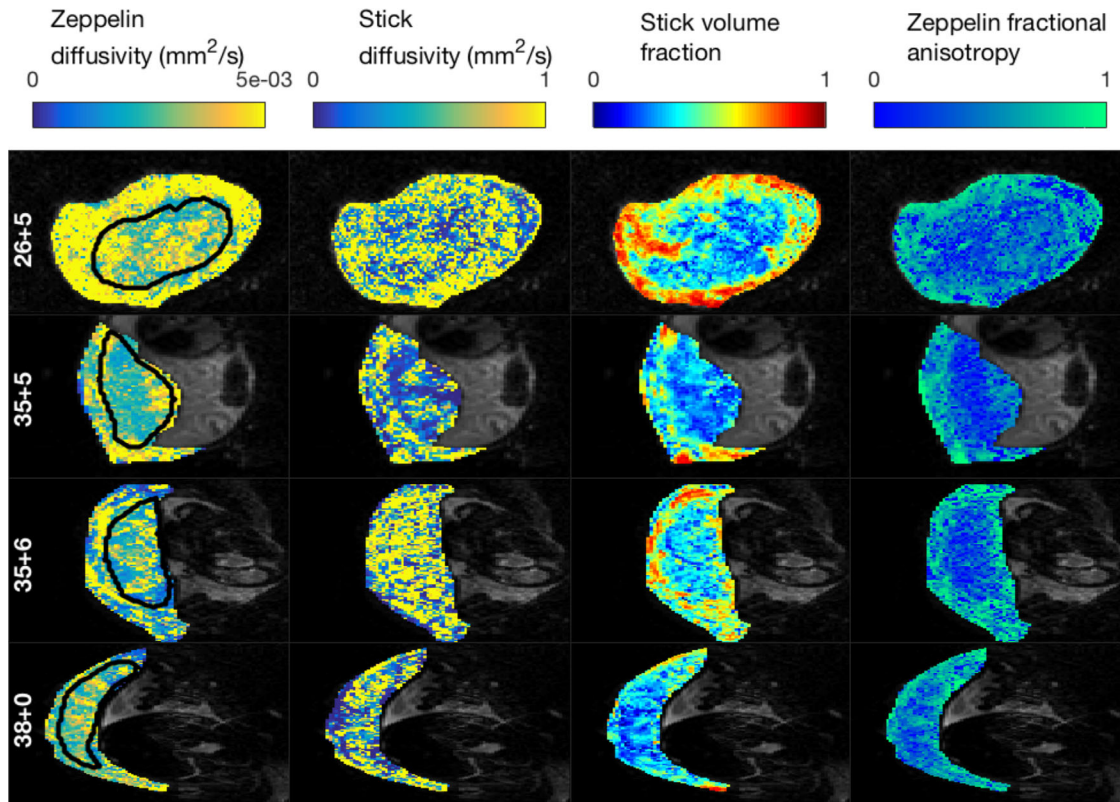 Zeppelin
diffusivity (mm²/s)
0 5e-03
Stick
diffusivity (mm²/s)
0 1
Stick volume
fraction
0 1
Zeppelin fractional
anisotropy
0 1
26+5
35+5
35+6
38+0